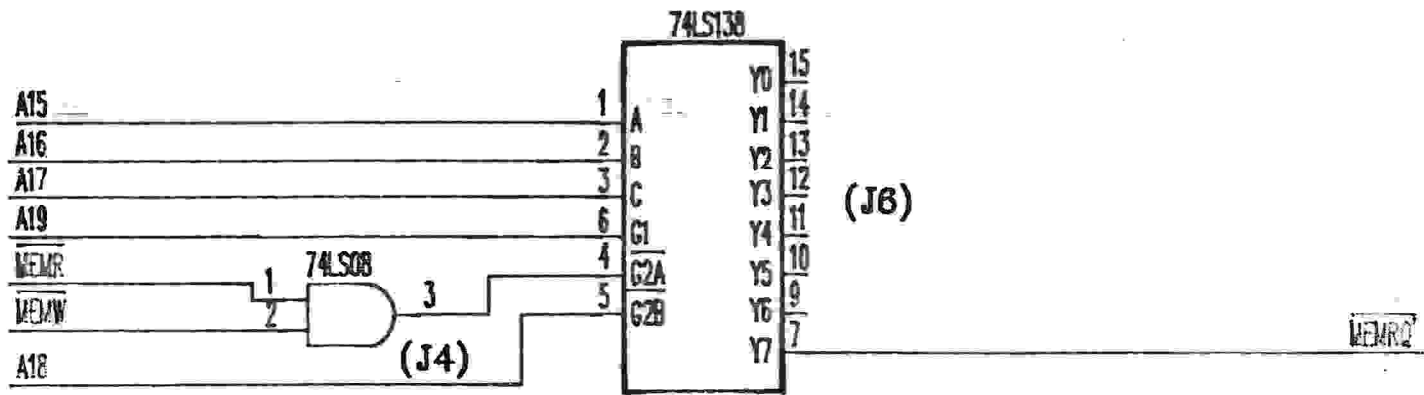 74LS138
A15
1
A
Y0
15
A16
2
B
Y1
14
A17
3
C
Y2
13
A19
6
G1
Y3
12
(J6)
MEMR
1
74LS08
3
4
G2A
Y4
11
MEMW
2
5
G2B
Y5
10
A18
(J4)
Y6
9
Y7
7
MEMRQ